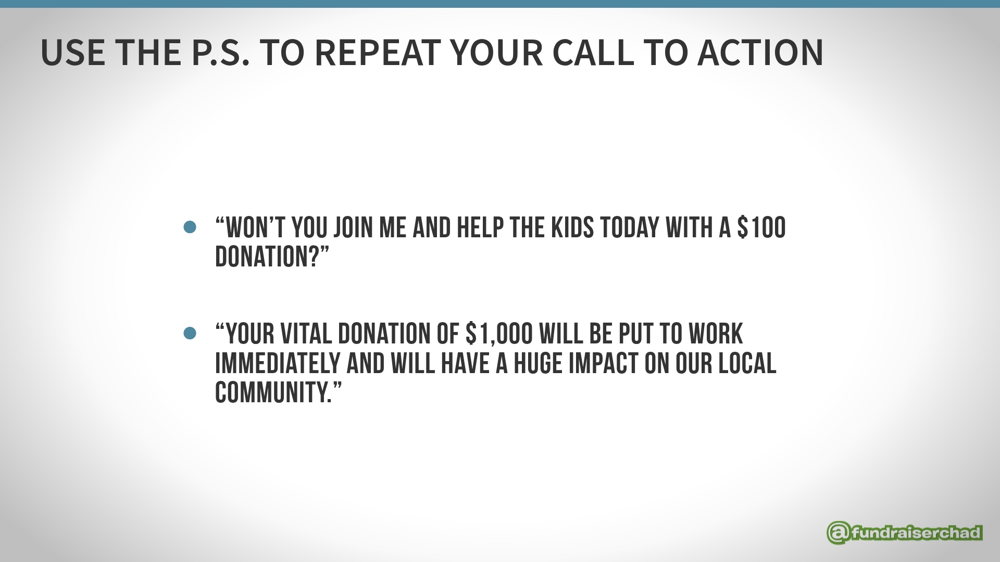 USE THE P.S. TO REPEAT YOUR CALL TO ACTION
“WON’T YOU JOIN ME AND HELP THE KIDS TODAY WITH A $100
DONATION?”
“YOUR VITAL DONATION OF $1,000 WILL BE PUT TO WORK
IMMEDIATELY AND WILL HAVE A HUGE IMPACT ON OUR LOCAL
COMMUNITY.”
@fundraiserchad